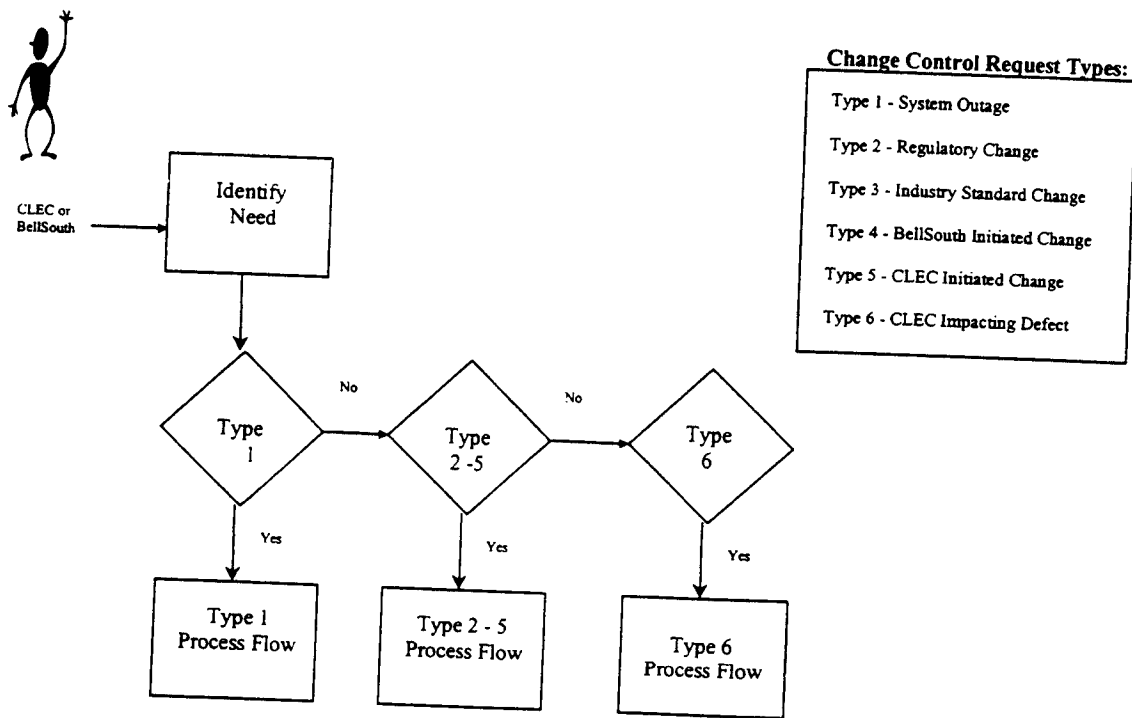 Change Control Request Types:
Type 1 - System Outage
Type 2 - Regulatory Change
Type 3 - Industry Standard Change
Type 4 - BellSouth Initiated Change
Type 5 - CLEC Initiated Change
Type 6 - CLEC Impacting Defect
CLEC or
BellSouth
Identify
Need
Type
1
No
Type
2 -5
No
Type
6
Yes
Yes
Yes
Type 1
Process Flow
Type 2 - 5
Process Flow
Type 6
Process Flow